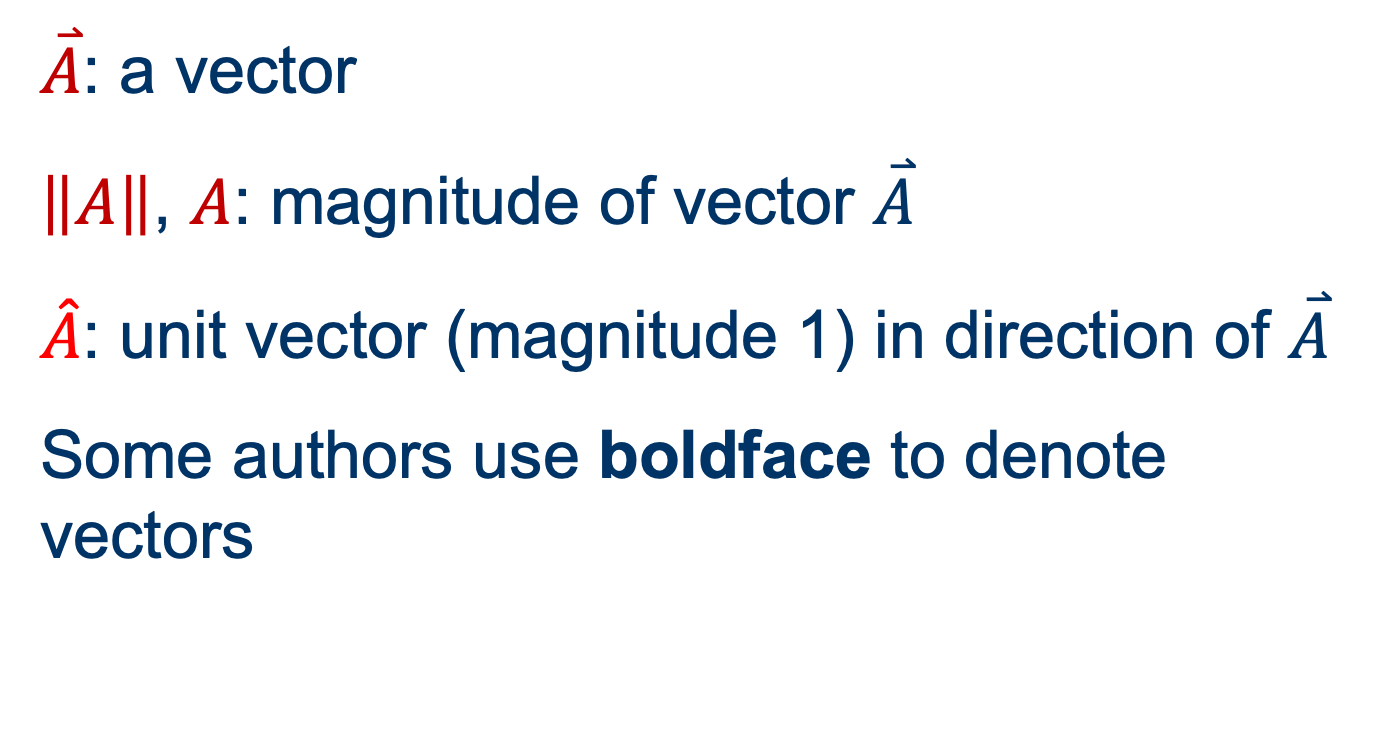 A⃗: a vector
‖A‖, A: magnitude of vector A⃗
Â: unit vector (magnitude 1) in direction of A⃗
Some authors use boldface to denote
vectors